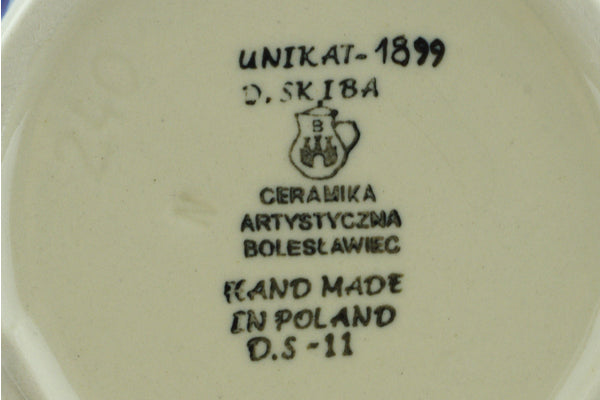 UNIKAT-1899
D. SKIBA
B
CERAMIKA
ARTYSTYCZNA
BOLESŁAWIEC
HAND MADE
IN POLAND
D.S -11